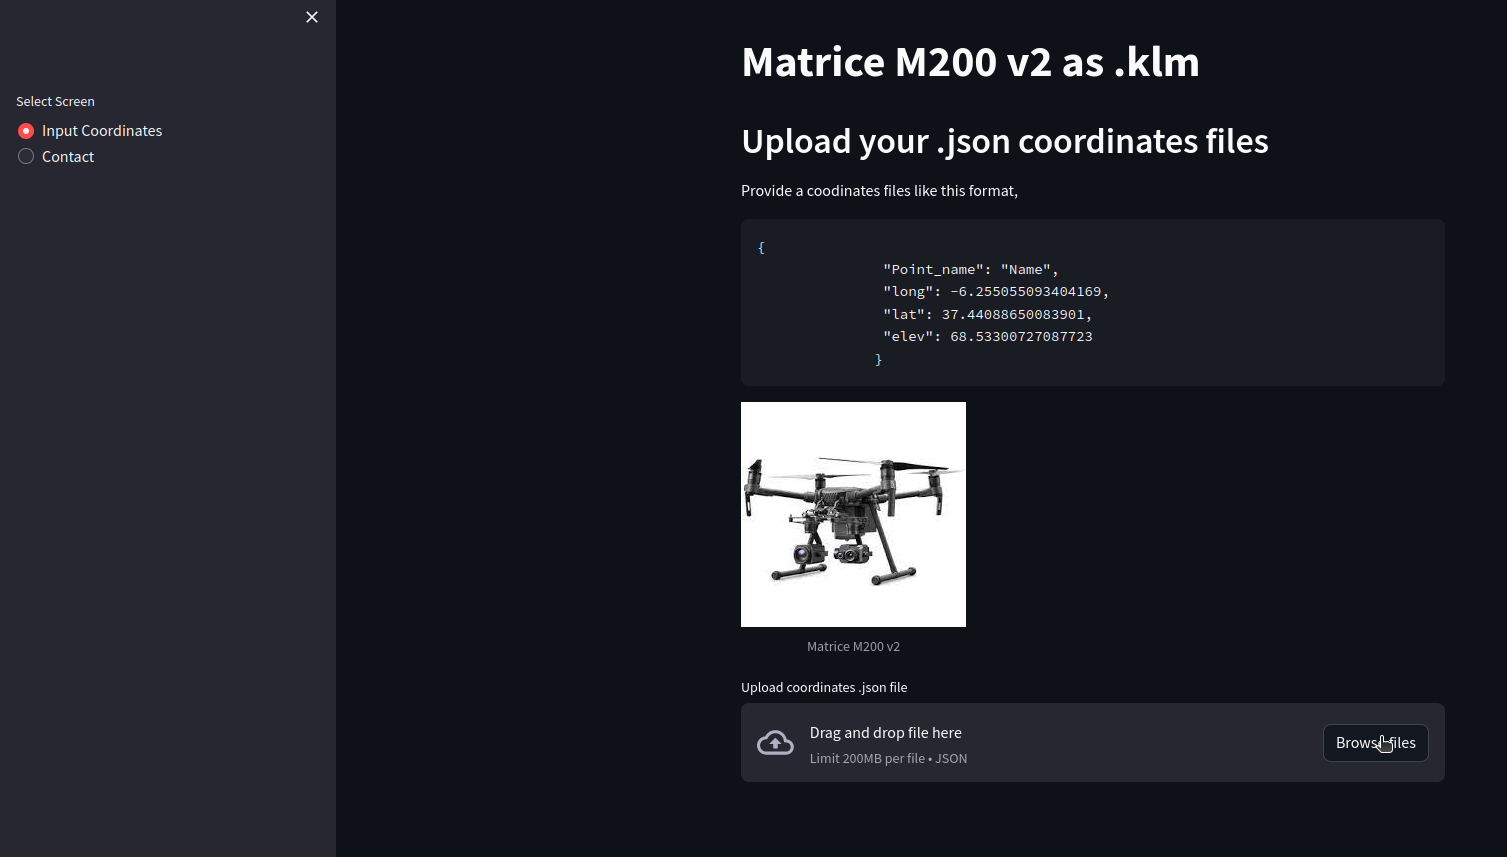 Select Screen
Input Coordinates
Contact
Matrice M200 v2 as .klm
Upload your .json coordinates files
Provide a coodinates files like this format,
{
"Point_name": "Name",
"long": -6.255055093404169,
"lat": 37.44088650083901,
"elev": 68.53300727087723
}
Matrice M200 v2
Upload coordinates .json file
Drag and drop file here
Limit 200MB per file • JSON
Browse files